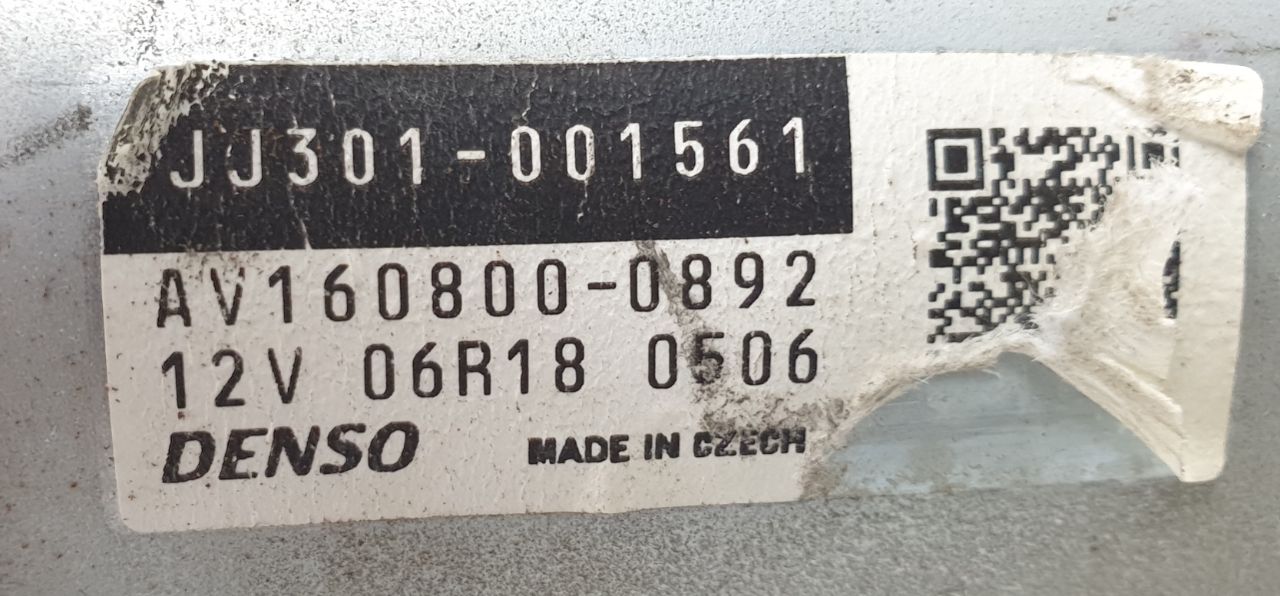 JJ301-001561
AV160800-0892
12V 06R18 0506
DENSO MADE IN CZECH